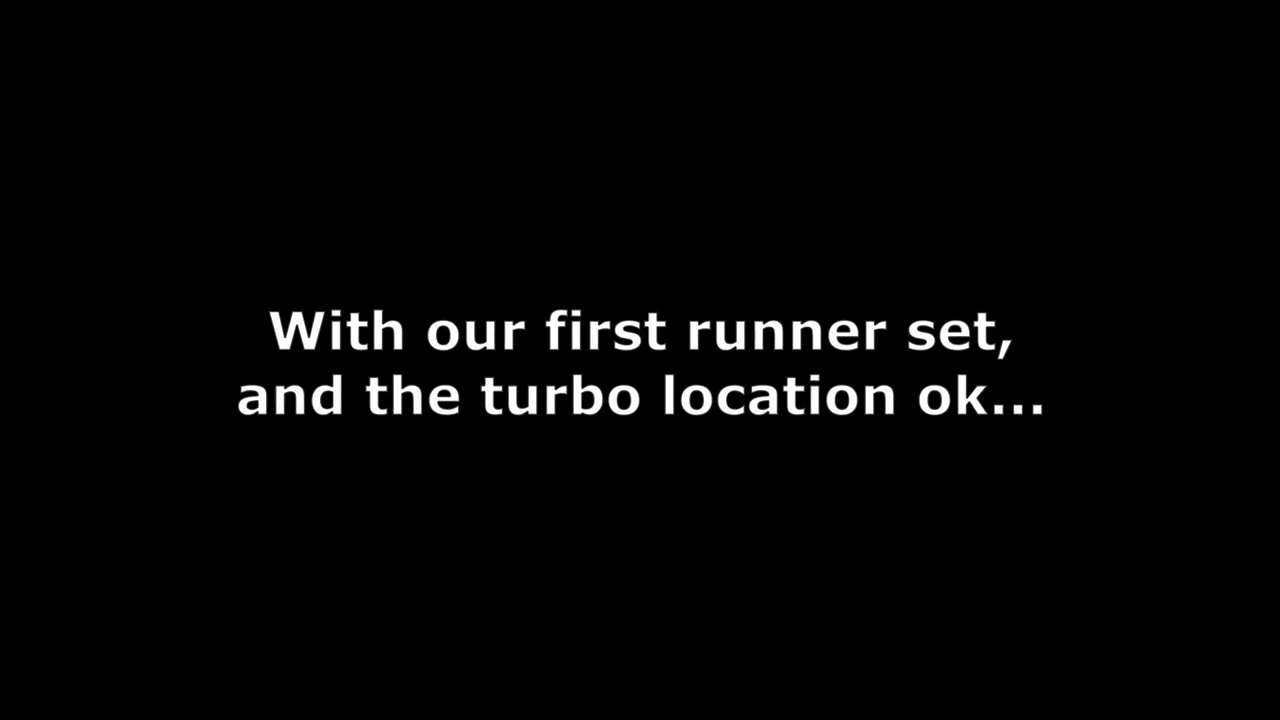 With our first runner set,
and the turbo location ok...